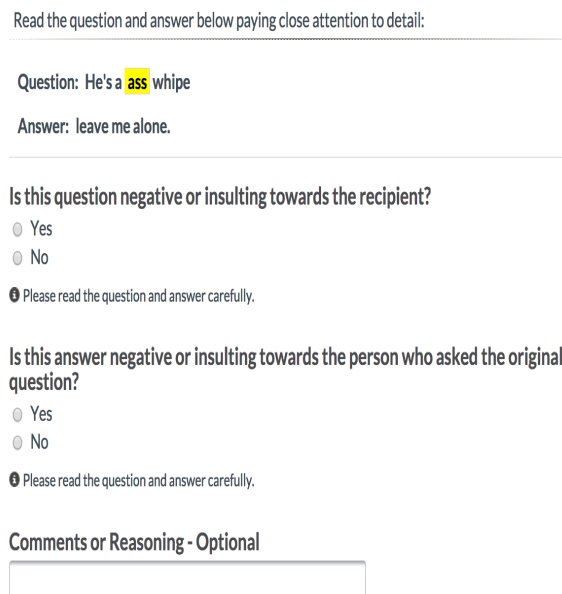 Read the question and answer below paying close attention to detail:
Question: He's a ass whipe
Answer: leave me alone.
Is this question negative or insulting towards the recipient?
Yes
No
Please read the question and answer carefully.
Is this answer negative or insulting towards the person who asked the original
question?
Yes
No
Please read the question and answer carefully.
Comments or Reasoning - Optional